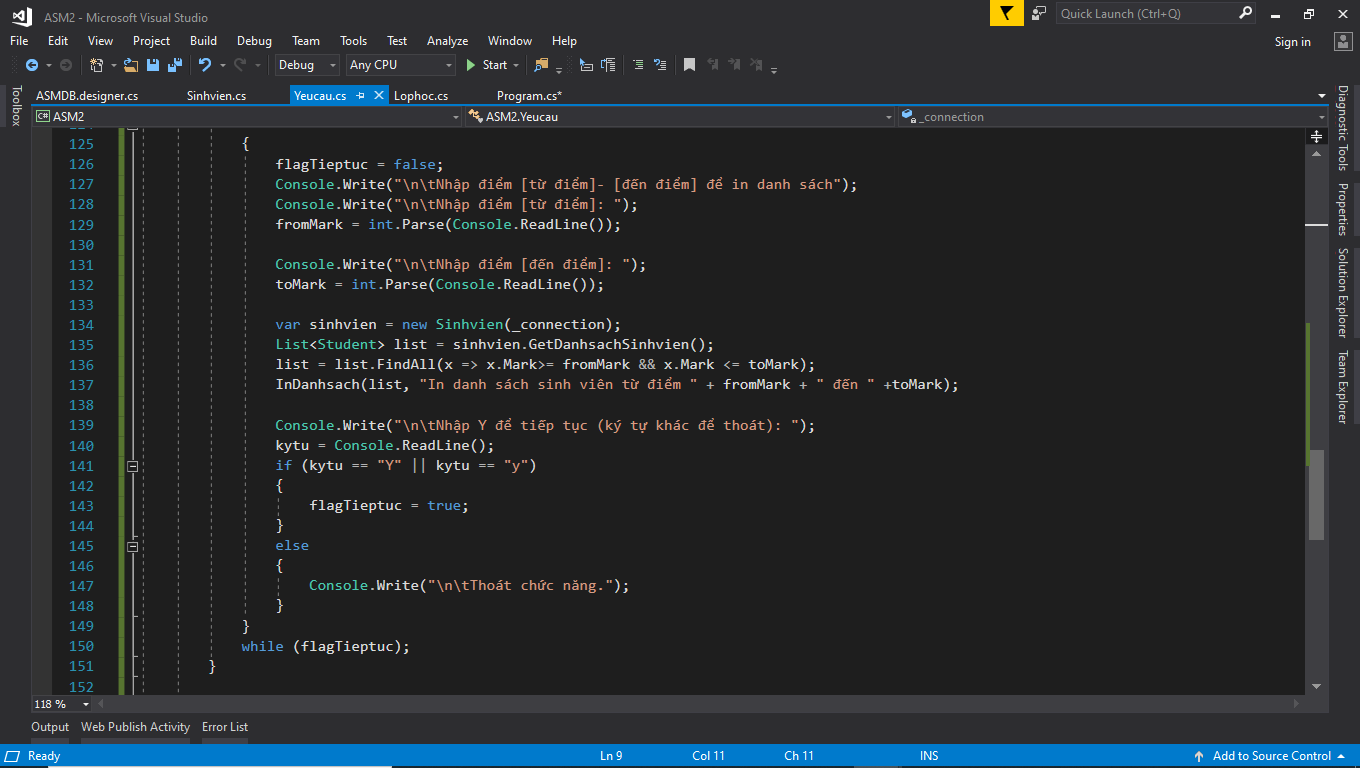 ASM2 - Microsoft Visual Studio
Quick Launch (Ctrl+Q)
File Edit View Project Build Debug Team Tools Test Analyze Window Help
Sign in
Debug Any CPU Start
Toolbox
ASMDB.designer.cs Sinhvien.cs Yeucau.cs Lophoc.cs Program.cs*
C# ASM2 ASM2.Yeucau _connection
125 {
126 flagTieptuc = false;
127 Console.Write("\n\tNhập điểm [từ điểm]- [đến điểm] để in danh sách");
128 Console.Write("\n\tNhập điểm [từ điểm]: ");
129 fromMark = int.Parse(Console.ReadLine());
130
131 Console.Write("\n\tNhập điểm [đến điểm]: ");
132 toMark = int.Parse(Console.ReadLine());
133
134 var sinhvien = new Sinhvien(_connection);
135 List<Student> list = sinhvien.GetDanhsachSinhvien();
136 list = list.FindAll(x => x.Mark>= fromMark && x.Mark <= toMark);
137 InDanhsach(list, "In danh sách sinh viên từ điểm " + fromMark + " đến " +toMark);
138
139 Console.Write("\n\tNhập Y để tiếp tục (ký tự khác để thoát): ");
140 kytu = Console.ReadLine();
141 if (kytu == "Y" || kytu == "y")
142 {
143 flagTieptuc = true;
144 }
145 else
146 {
147 Console.Write("\n\tThoát chức năng.");
148 }
149 }
150 while (flagTieptuc);
151 }
152
Diagnostic Tools
Properties
Solution Explorer
Team Explorer
118 %
Output Web Publish Activity Error List
Ready Ln 9 Col 11 Ch 11 INS Add to Source Control